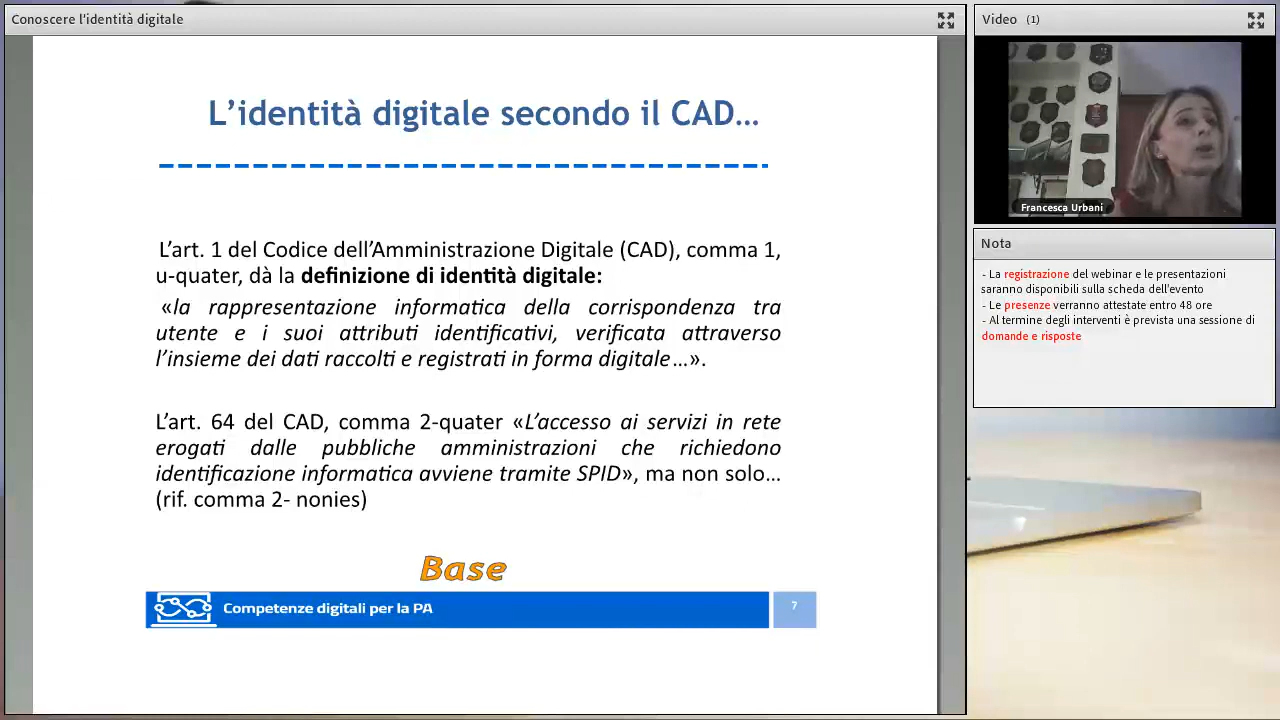 Conoscere l'identità digitale
L’identità digitale secondo il CAD…
L’art. 1 del Codice dell’Amministrazione Digitale (CAD), comma 1,
u-quater, dà la definizione di identità digitale:
«la rappresentazione informatica della corrispondenza tra
utente e i suoi attributi identificativi, verificata attraverso
l’insieme dei dati raccolti e registrati in forma digitale…».
L’art. 64 del CAD, comma 2-quater «L’accesso ai servizi in rete
erogati dalle pubbliche amministrazioni che richiedono
identificazione informatica avviene tramite SPID», ma non solo…
(rif. comma 2- nonies)
Base
Competenze digitali per la PA
7
Video (1)
Francesca Urbani
Nota
- La registrazione del webinar e le presentazioni
saranno disponibili sulla scheda dell'evento
- Le presenze verranno attestate entro 48 ore
- Al termine degli interventi è prevista una sessione di
domande e risposte